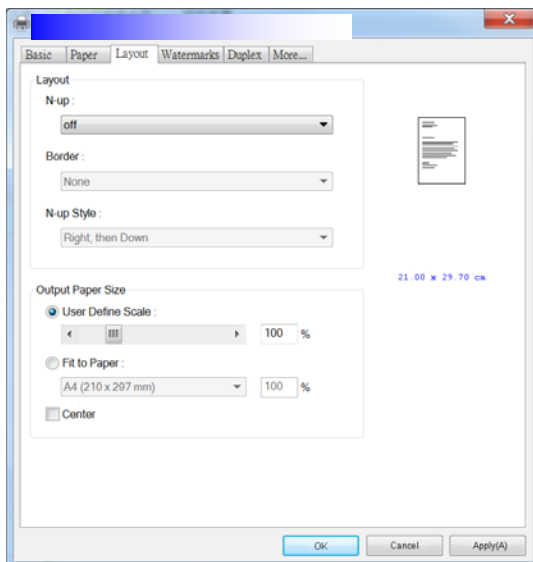 Basic Paper Layout Watermarks Duplex More...
Layout
N-up :
off
Border :
None
N-up Style :
Right, then Down
21.00 x 29.70 cm
Output Paper Size
User Define Scale :
100 %
Fit to Paper :
A4 (210 x 297 mm) 100 %
Center
OK Cancel Apply(A)